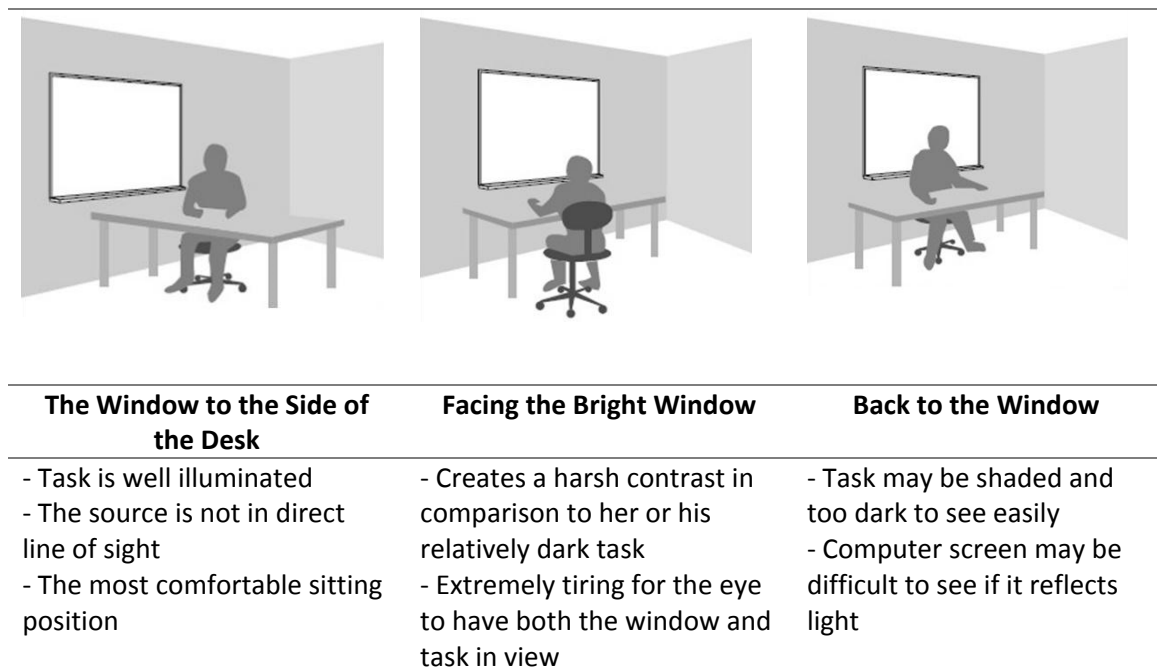 The Window to the Side of
the Desk
Facing the Bright Window
Back to the Window
- Task is well illuminated
- The source is not in direct
line of sight
- The most comfortable sitting
position
- Creates a harsh contrast in
comparison to her or his
relatively dark task
- Extremely tiring for the eye
to have both the window and
task in view
- Task may be shaded and
too dark to see easily
- Computer screen may be
difficult to see if it reflects
light